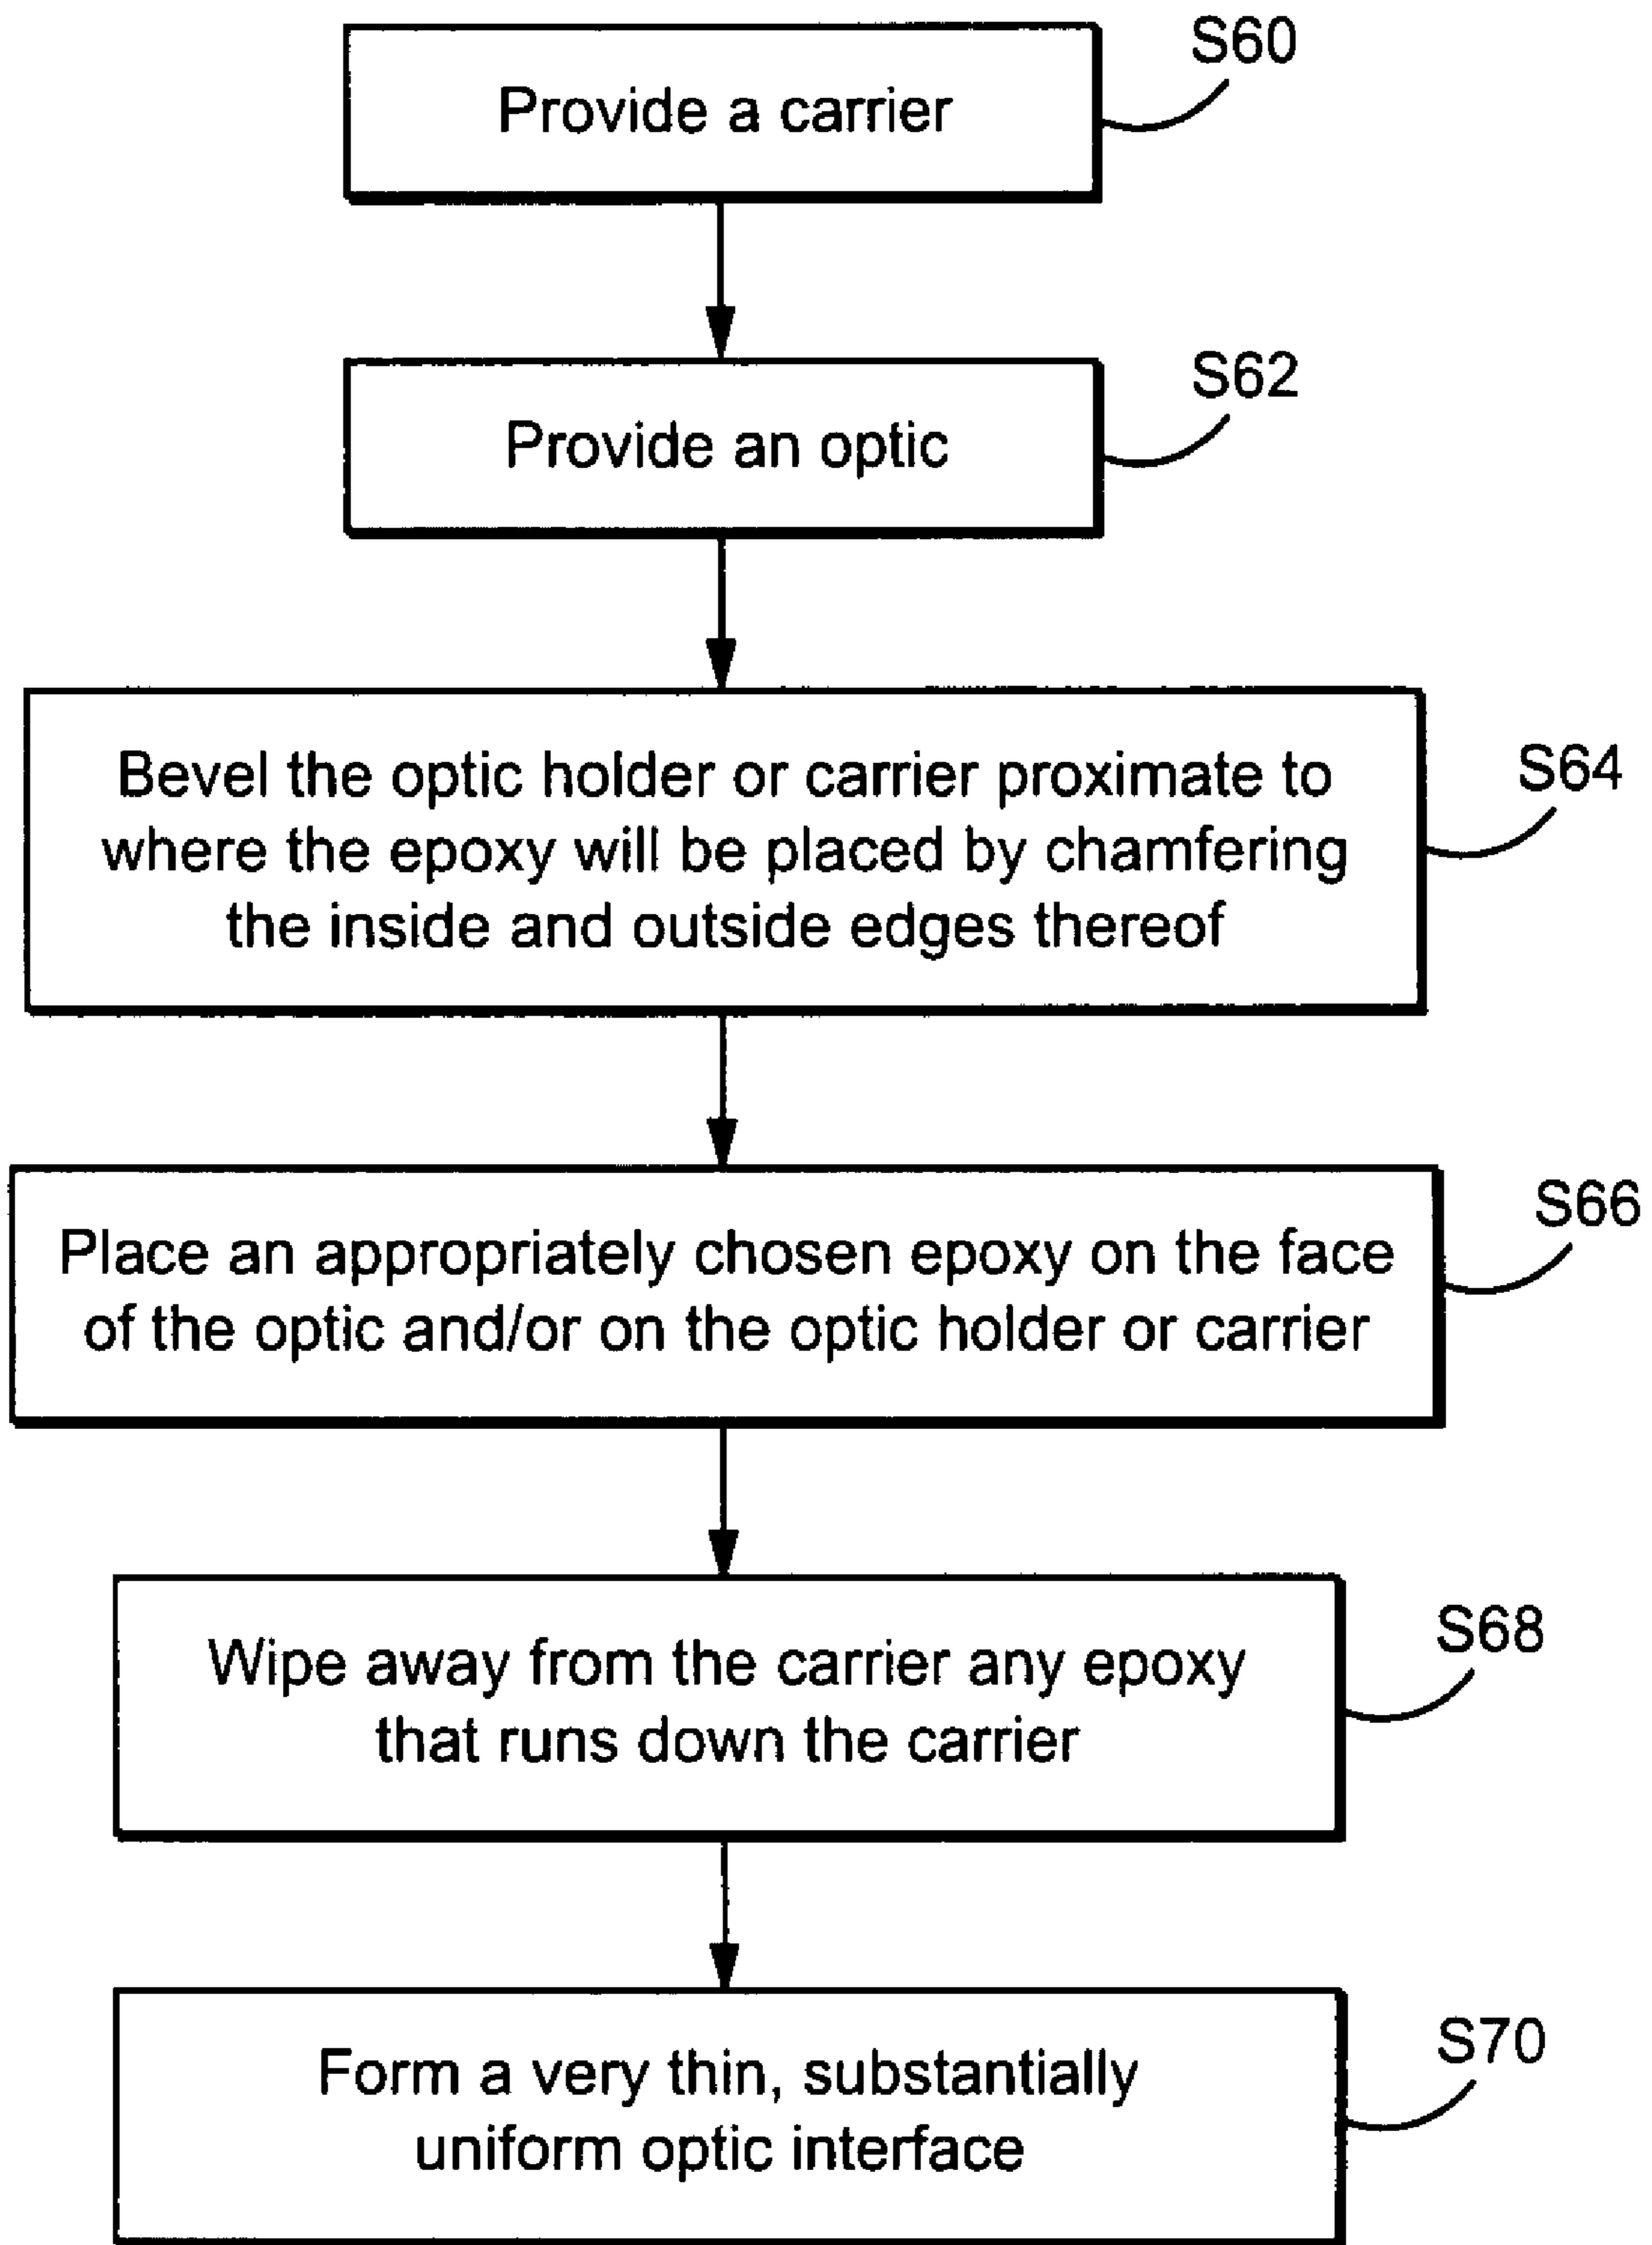 S60
Provide a carrier
S62
Provide an optic
S64
Bevel the optic holder or carrier proximate to
where the epoxy will be placed by chamfering
the inside and outside edges thereof
S66
Place an appropriately chosen epoxy on the face
of the optic and/or on the optic holder or carrier
S68
Wipe away from the carrier any epoxy
that runs down the carrier
S70
Form a very thin, substantially
uniform optic interface